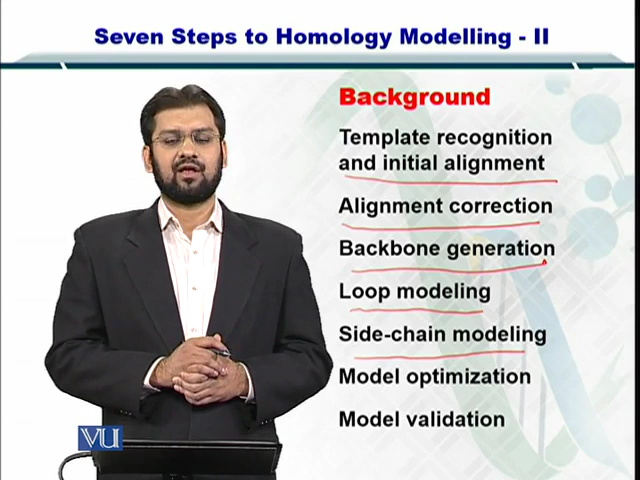 Seven Steps to Homology Modelling - II
Background
Template recognition
and initial alignment
Alignment correction
Backbone generation
Loop modeling
Side-chain modeling
Model optimization
Model validation
VU